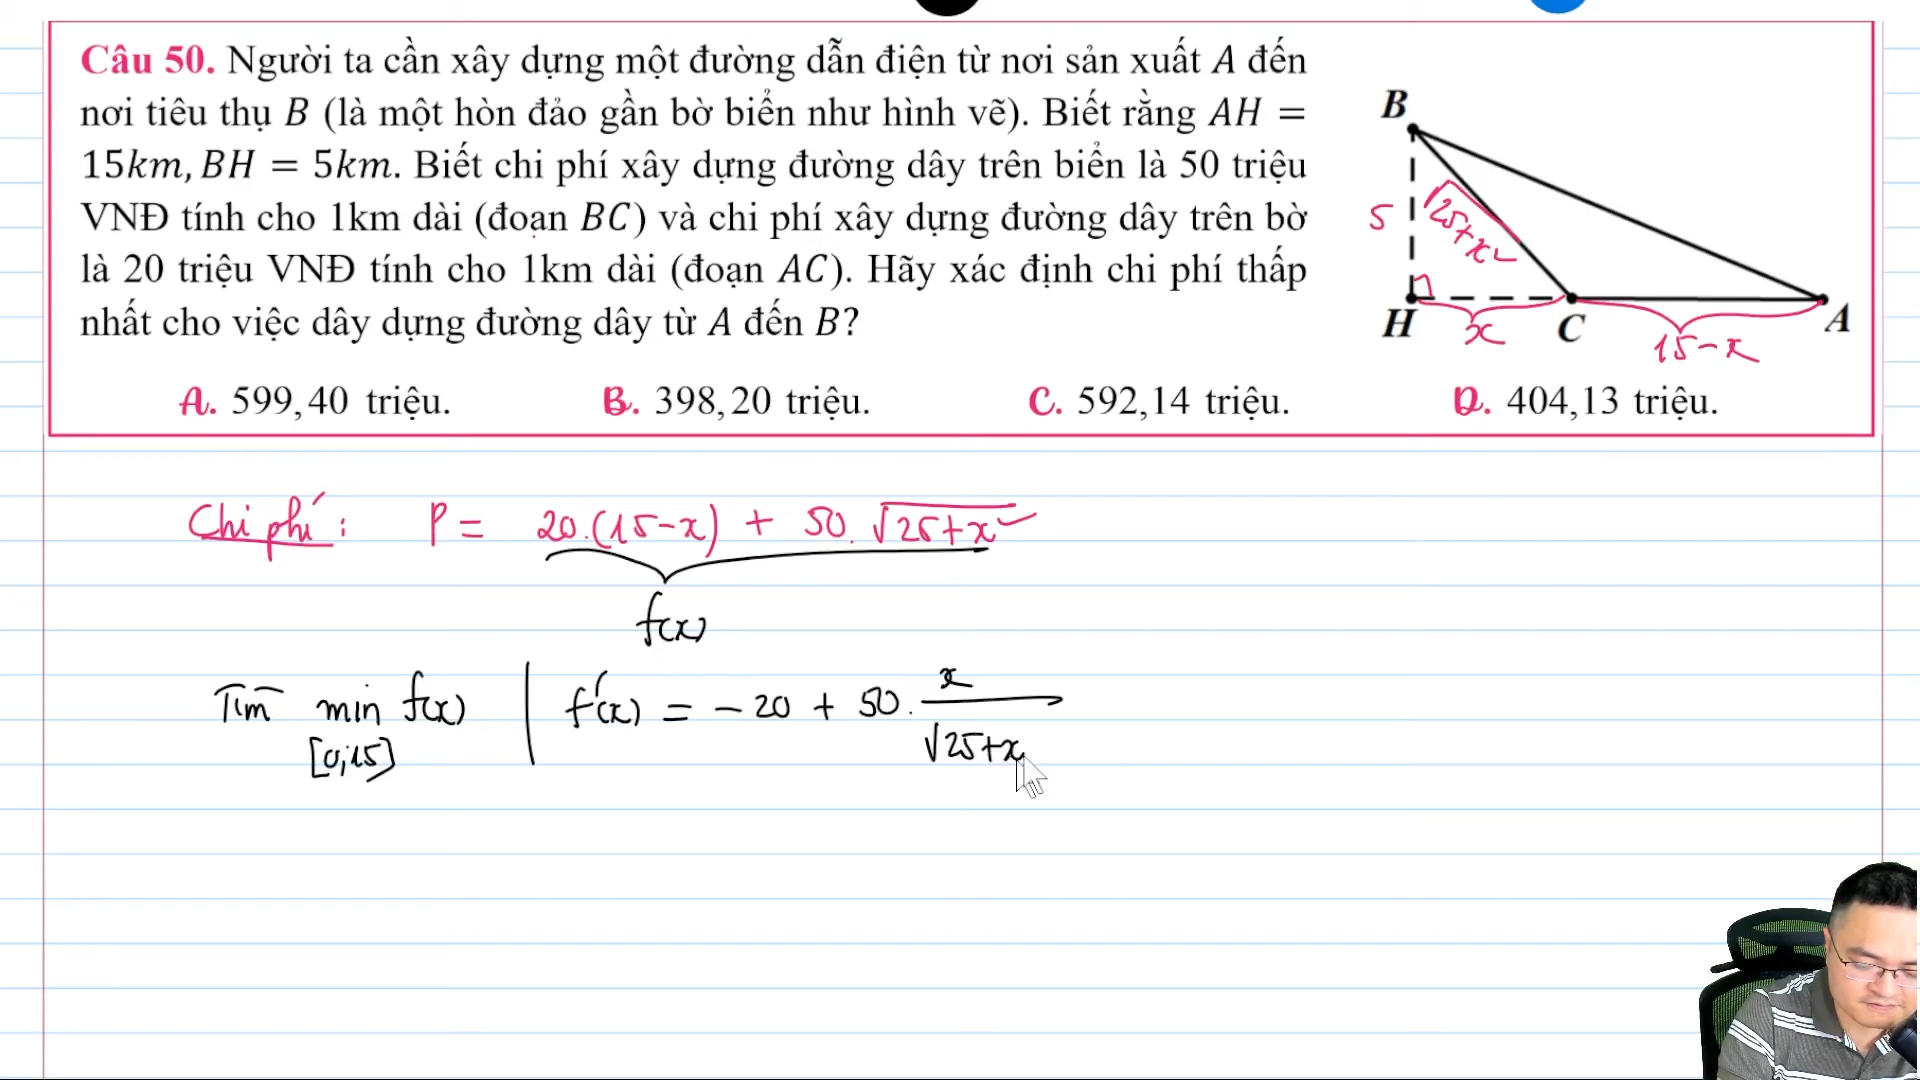 Câu 50. Người ta cần xây dựng một đường dẫn điện từ nơi sản xuất A đến
nơi tiêu thụ B (là một hòn đảo gần bờ biển như hình vẽ). Biết rằng AH =
15km, BH = 5km. Biết chi phí xây dựng đường dây trên biển là 50 triệu
VNĐ tính cho 1km dài (đoạn BC) và chi phí xây dựng đường dây trên bờ
là 20 triệu VNĐ tính cho 1km dài (đoạn AC). Hãy xác định chi phí thấp
nhất cho việc dây dựng đường dây từ A đến B?
A. 599,40 triệu. B. 398,20 triệu. C. 592,14 triệu. D. 404,13 triệu.
B
5
√25+x²
H
x
C
15-x
A
Chi phí: P = 20.(15-x) + 50.√25+x²
f(x)
Tìm min f(x) | f'(x) = -20 + 50. x
[0;15] √25+x